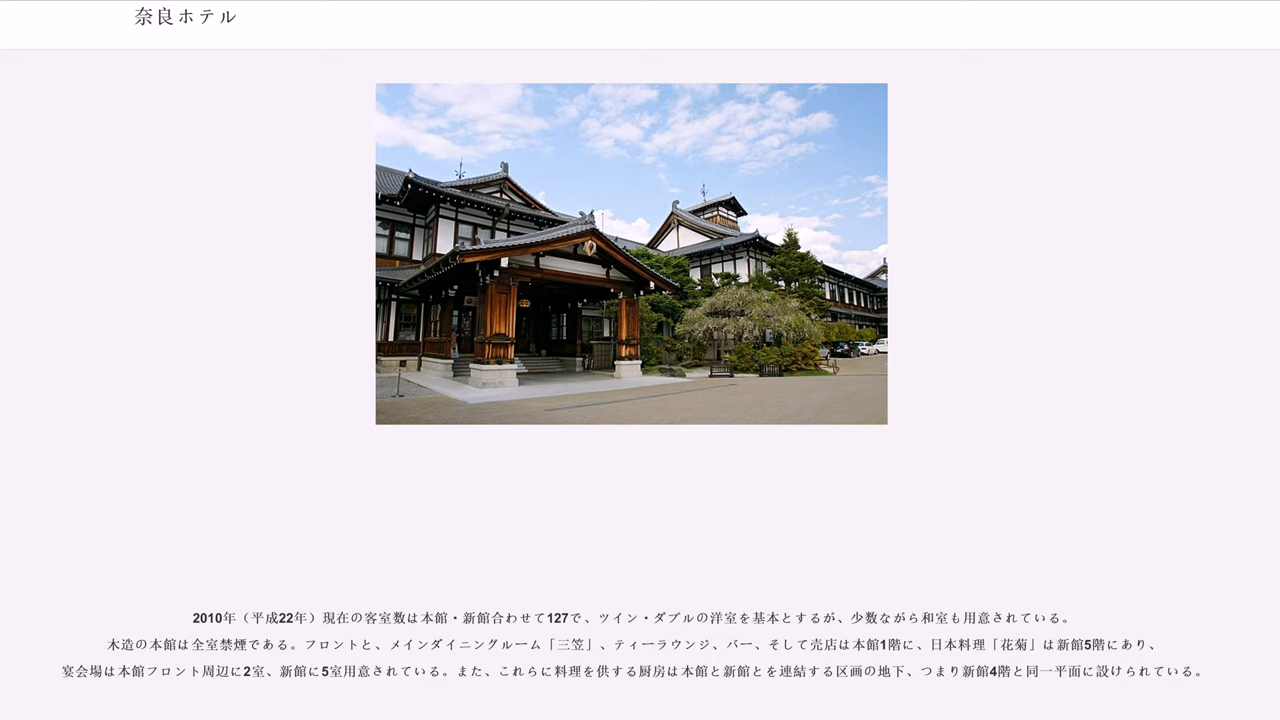 奈良ホテル
2010年（平成22年）現在の客室数は本館・新館合わせて127で、ツイン・ダブルの洋室を基本とするが、少数ながら和室も用意されている。
木造の本館は全室禁煙である。フロントと、メインダイニングルーム「三笠」、ティーラウンジ、バー、そして売店は本館1階に、日本料理「花菊」は新館5階にあり、
宴会場は本館フロント周辺に2室、新館に5室用意されている。また、これらに料理を供する厨房は本館と新館とを連結する区画の地下、つまり新館4階と同一平面に設けられている。